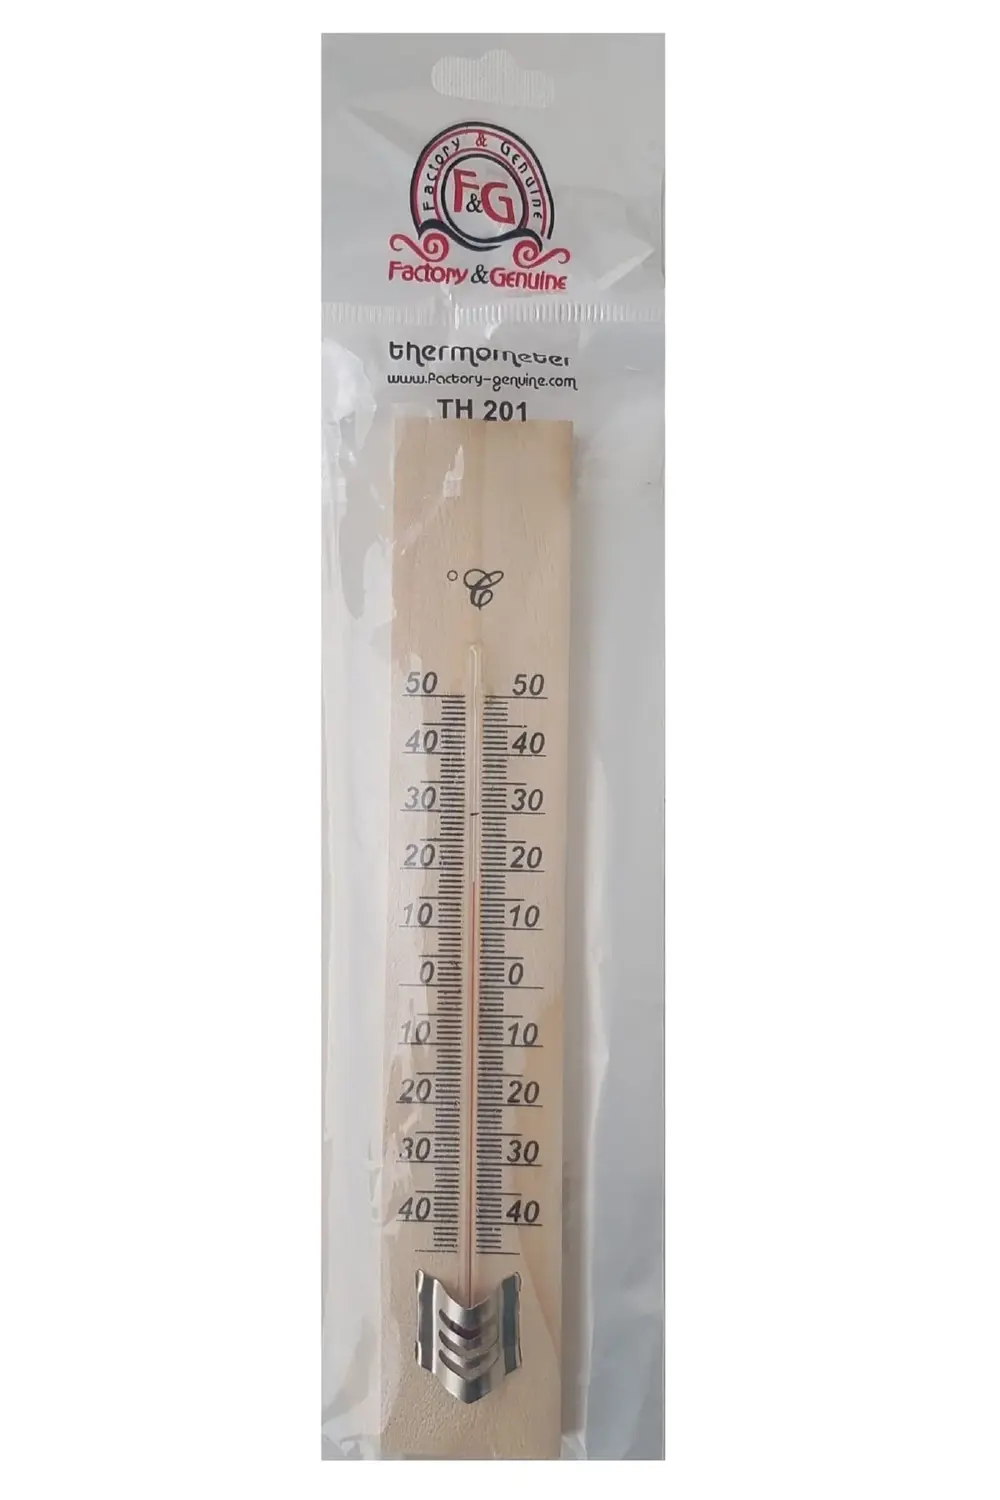 Factory & Genuine
F&G
Factory & Genuine
thermometer
www.factory-genuine.com
TH 201
°C
50 50
40 40
30 30
20 20
10 10
0 0
10 10
20 20
30 30
40 40